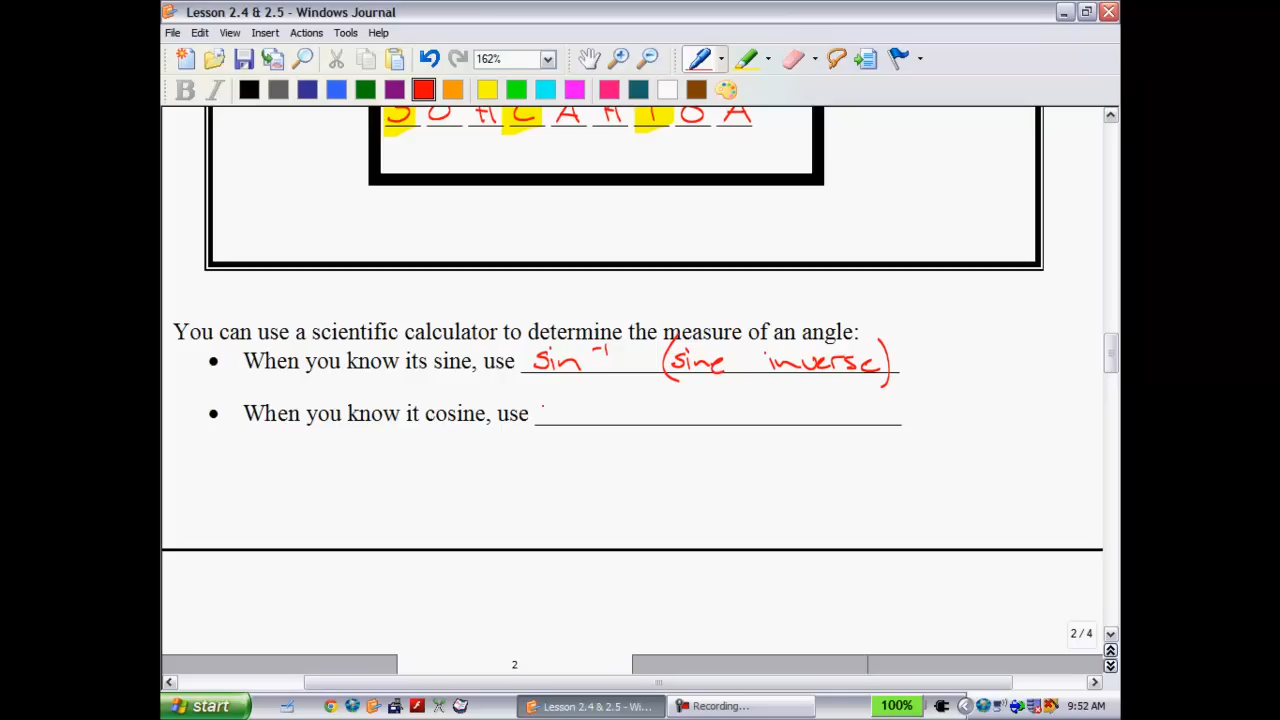 Lesson 2.4 & 2.5 - Windows Journal
File Edit View Insert Actions Tools Help
162%
B I
S O H C A H T O A
You can use a scientific calculator to determine the measure of an angle:
• When you know its sine, use sin⁻¹ (sine inverse)
• When you know it cosine, use
2 / 4
2
start
Lesson 2.4 & 2.5 - Wi...
Recording...
100%
9:52 AM